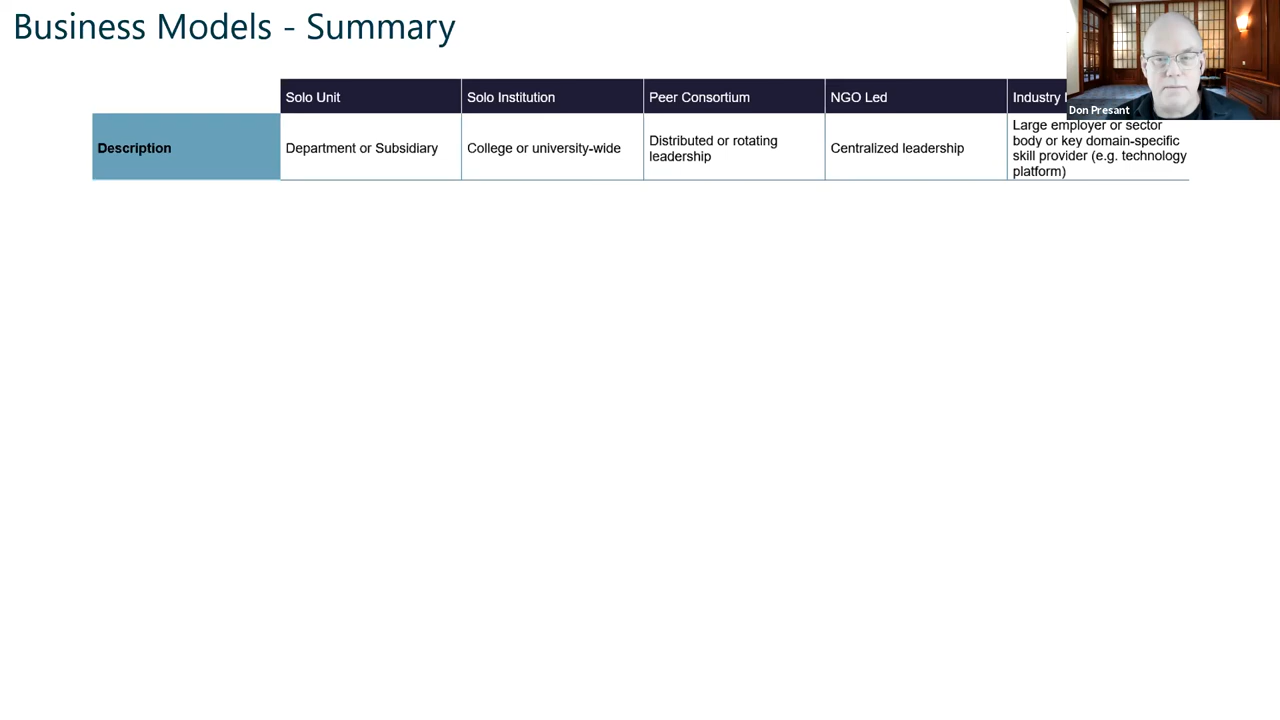 Business Models - Summary
Don Presant
Solo Unit
Solo Institution
Peer Consortium
NGO Led
Industry
Description
Department or Subsidiary
College or university-wide
Distributed or rotating
leadership
Centralized leadership
Large employer or sector
body or key domain-specific
skill provider (e.g. technology
platform)